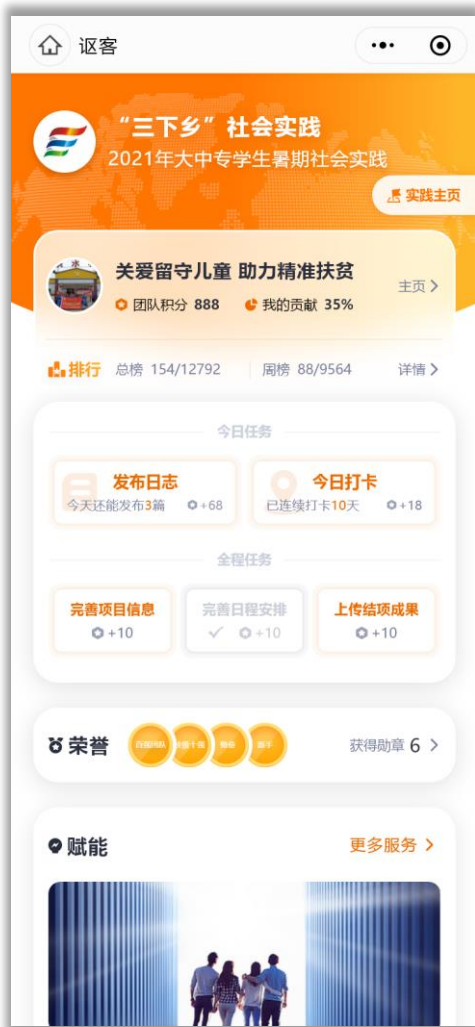 讴客
“三下乡”社会实践
2021年大中专学生暑期社会实践
实践主页
关爱留守儿童 助力精准扶贫
团队积分 888 我的贡献 35%
主页
排行 总榜 154/12792 周榜 88/9564 详情
今日任务
发布日志
今天还能发布3篇 +68
今日打卡
已连续打卡10天 +18
全程任务
完善项目信息
+10
完善日程安排
+10
上传结项成果
+10
荣誉
获得勋章 6
赋能
更多服务